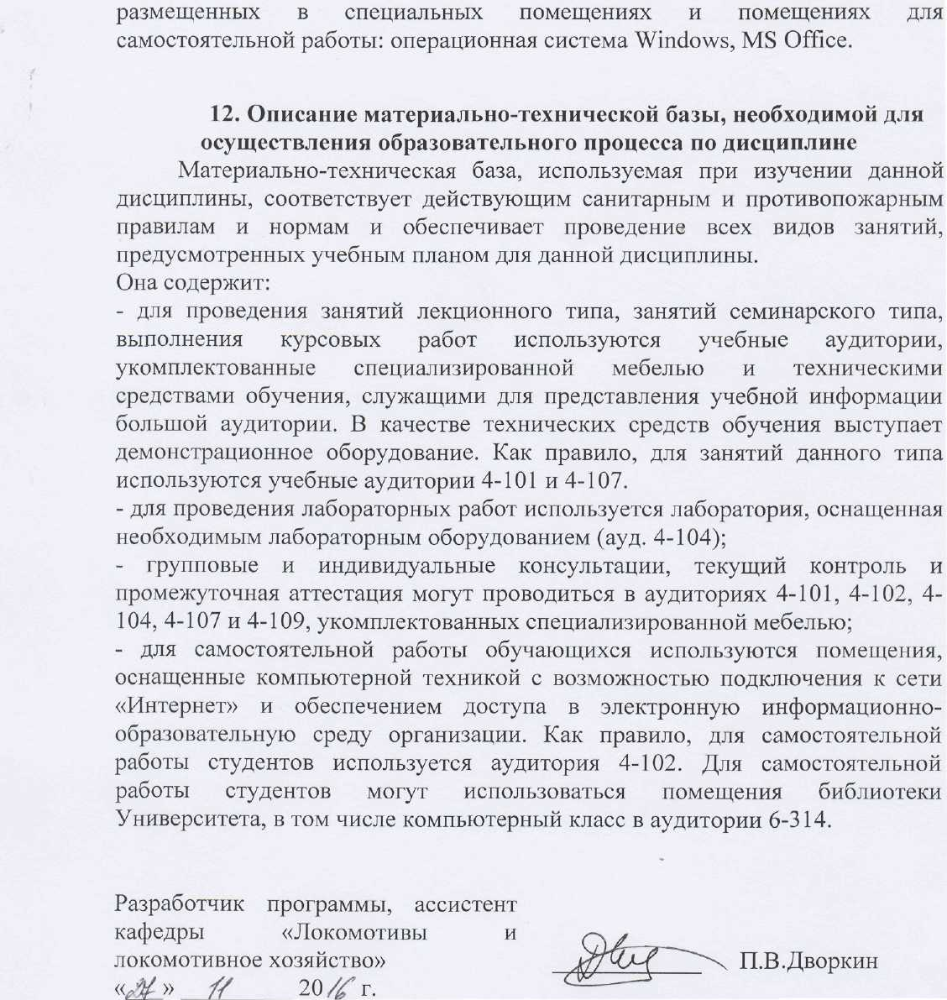 размещенных в специальных помещениях и помещениях для
самостоятельной работы: операционная система Windows, MS Office.
12. Описание материально-технической базы, необходимой для
осуществления образовательного процесса по дисциплине
Материально-техническая база, используемая при изучении данной
дисциплины, соответствует действующим санитарным и противопожарным
правилам и нормам и обеспечивает проведение всех видов занятий,
предусмотренных учебным планом для данной дисциплины.
Она содержит:
- для проведения занятий лекционного типа, занятий семинарского типа,
выполнения курсовых работ используются учебные аудитории,
укомплектованные специализированной мебелью и техническими
средствами обучения, служащими для представления учебной информации
большой аудитории. В качестве технических средств обучения выступает
демонстрационное оборудование. Как правило, для занятий данного типа
используются учебные аудитории 4-101 и 4-107.
- для проведения лабораторных работ используется лаборатория, оснащенная
необходимым лабораторным оборудованием (ауд. 4-104);
- групповые и индивидуальные консультации, текущий контроль и
промежуточная аттестация могут проводиться в аудиториях 4-101, 4-102, 4-
104, 4-107 и 4-109, укомплектованных специализированной мебелью;
- для самостоятельной работы обучающихся используются помещения,
оснащенные компьютерной техникой с возможностью подключения к сети
«Интернет» и обеспечением доступа в электронную информационно-
образовательную среду организации. Как правило, для самостоятельной
работы студентов используется аудитория 4-102. Для самостоятельной
работы студентов могут использоваться помещения библиотеки
Университета, в том числе компьютерный класс в аудитории 6-314.
Разработчик программы, ассистент
кафедры «Локомотивы и
локомотивное хозяйство»
П.В.Дворкин
«27» 11 2016 г.